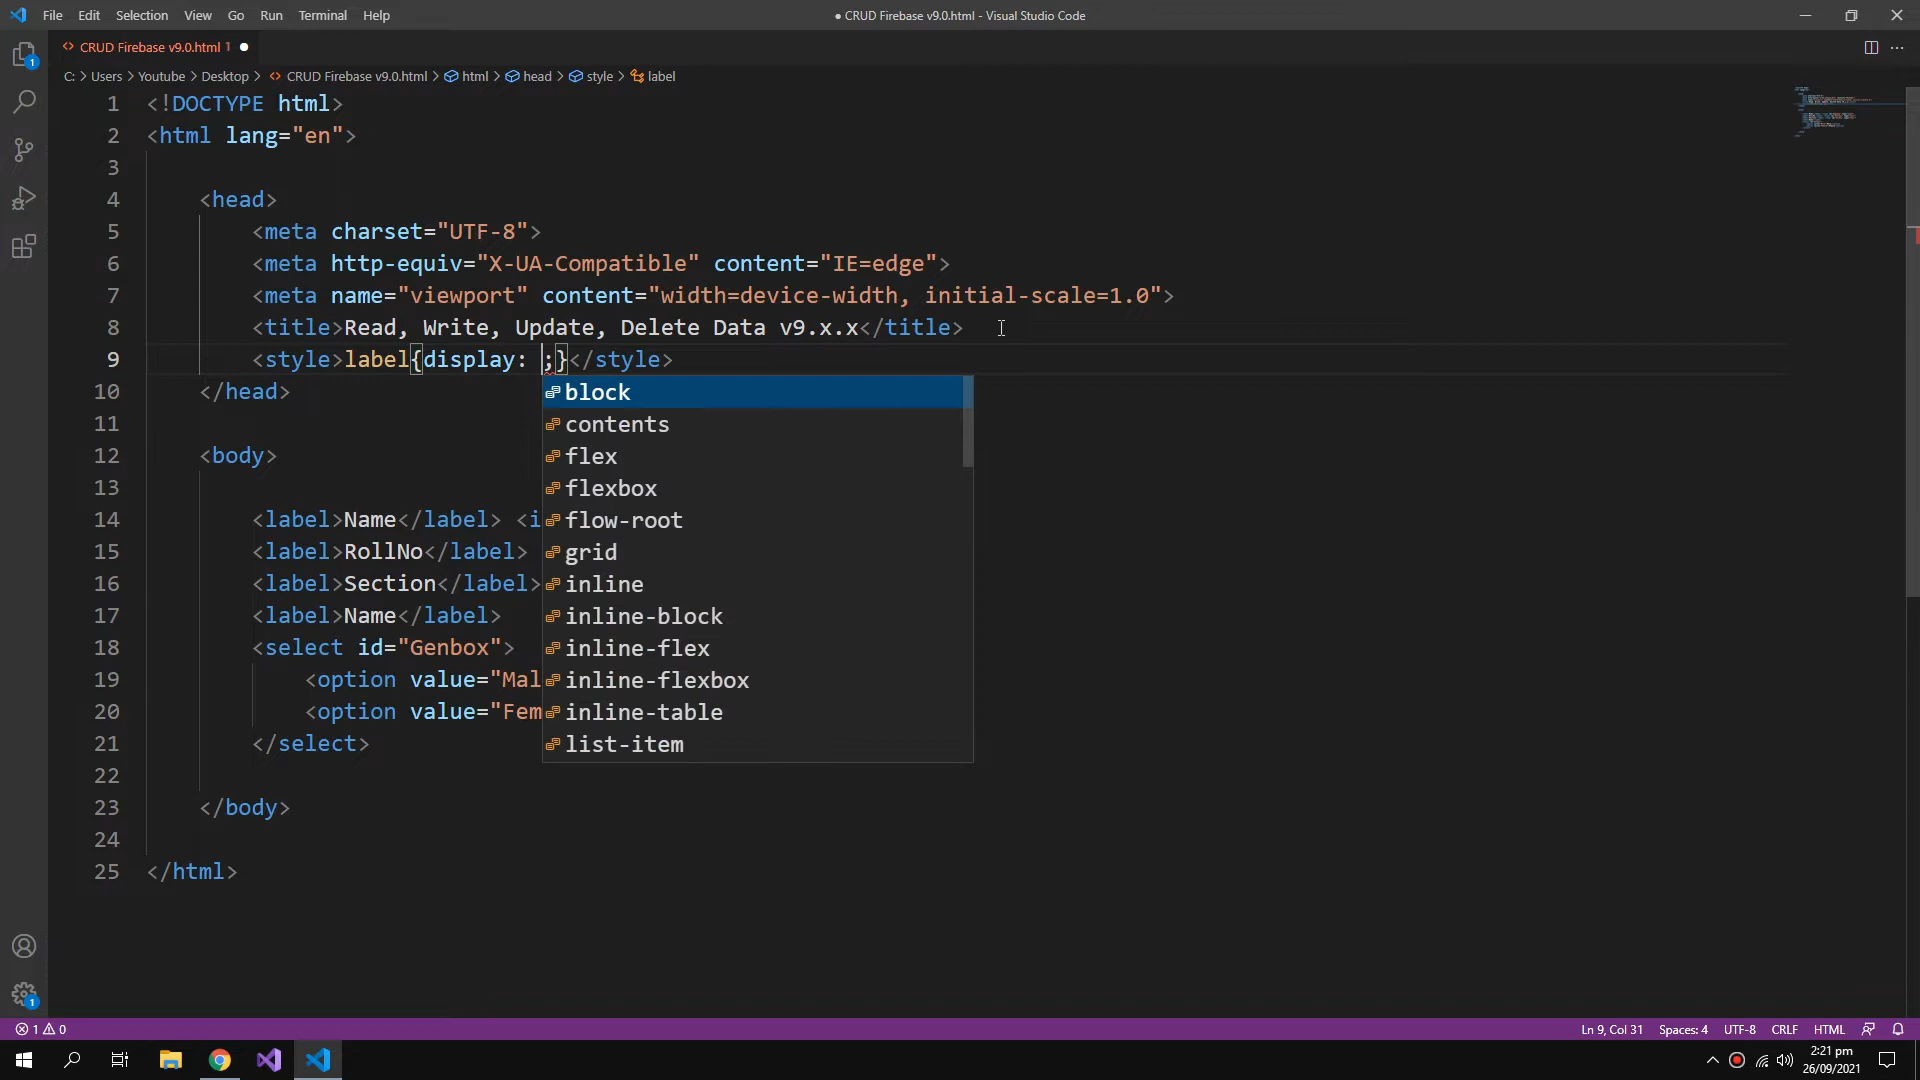 File Edit Selection View Go Run Terminal Help
● CRUD Firebase v9.0.html - Visual Studio Code
CRUD Firebase v9.0.html 1 ●
C: > Users > Youtube > Desktop > CRUD Firebase v9.0.html > html > head > style > label
1 <!DOCTYPE html>
2 <html lang="en">
3
4 <head>
5 <meta charset="UTF-8">
6 <meta http-equiv="X-UA-Compatible" content="IE=edge">
7 <meta name="viewport" content="width=device-width, initial-scale=1.0">
8 <title>Read, Write, Update, Delete Data v9.x.x</title>
9 <style>label{display: ;}</style>
10 </head>
block
11
contents
12 <body>
flex
13
flexbox
14 <label>Name</label> <i
flow-root
15 <label>RollNo</label>
grid
16 <label>Section</label>
inline
17 <label>Name</label>
inline-block
18 <select id="Genbox">
inline-flex
19 <option value="Mal
inline-flexbox
20 <option value="Fem
inline-table
21 </select>
list-item
22
23 </body>
24
25 </html>
1
1
1 0
Ln 9, Col 31 Spaces: 4 UTF-8 CRLF HTML
2:21 pm
26/09/2021